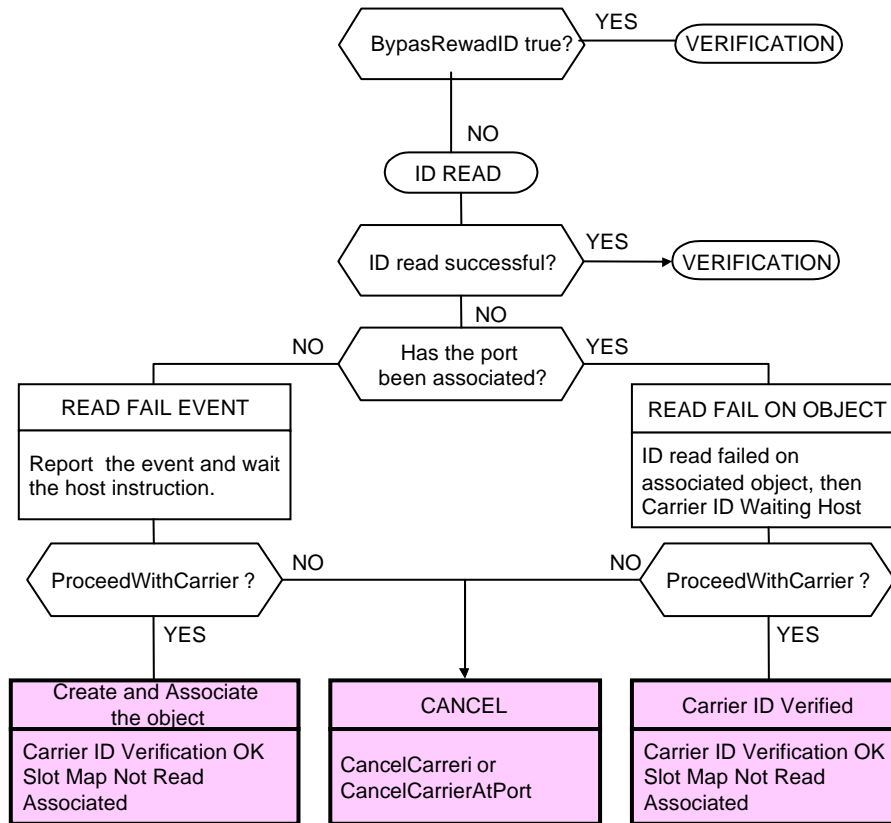 BypasRewadID true?
YES
VERIFICATION
NO
ID READ
ID read successful?
YES
VERIFICATION
NO
NO
Has the port
been associated?
YES
READ FAIL EVENT
Report the event and wait
the host instruction.
READ FAIL ON OBJECT
ID read failed on
associated object, then
Carrier ID Waiting Host
ProceedWithCarrier ?
NO
NO
ProceedWithCarrier ?
YES
YES
Create and Associate
the object
Carrier ID Verification OK
Slot Map Not Read
Associated
CANCEL
CancelCarreri or
CancelCarrierAtPort
Carrier ID Verified
Carrier ID Verification OK
Slot Map Not Read
Associated